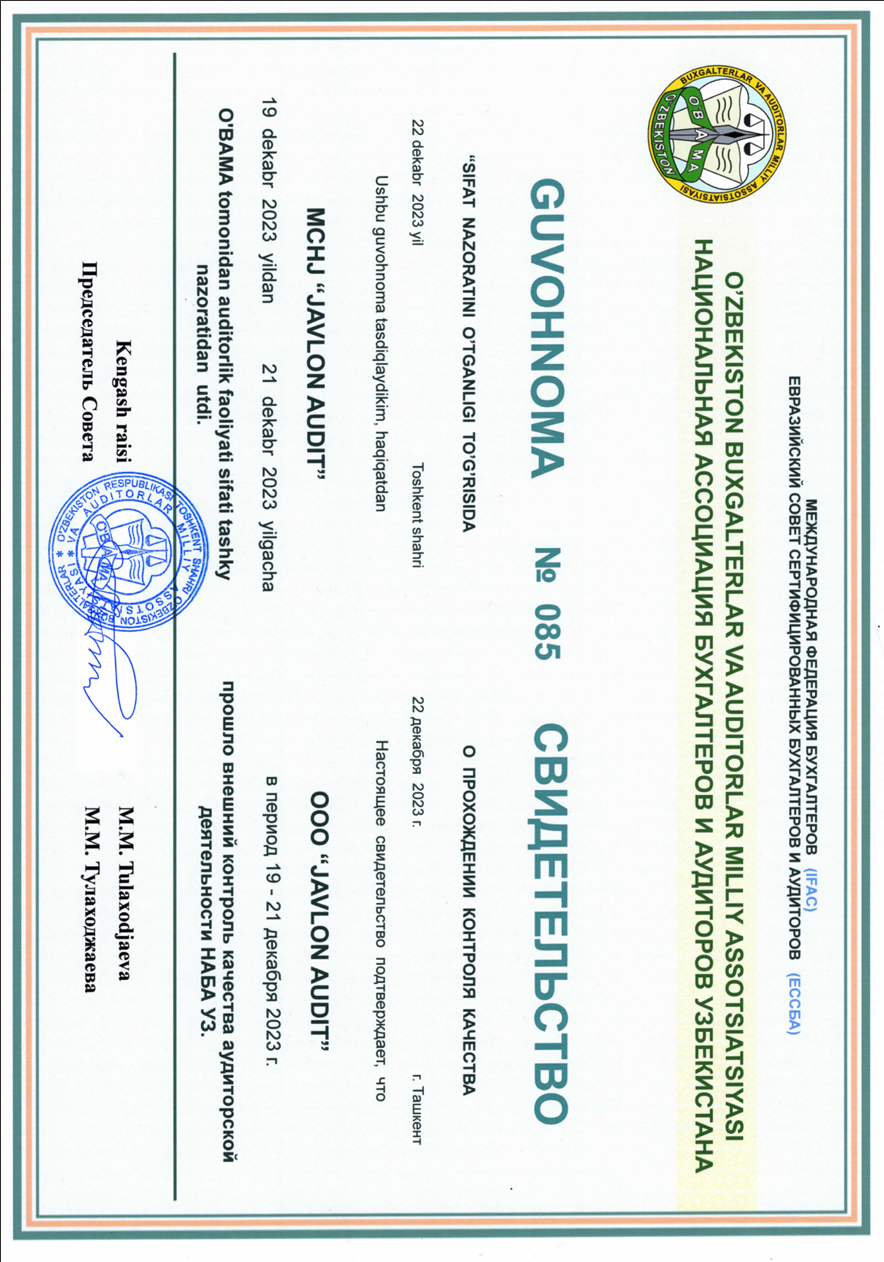 МЕЖДУНАРОДНАЯ ФЕДЕРАЦИЯ БУХГАЛТЕРОВ (IFAC)
ЕВРАЗИЙСКИЙ СОВЕТ СЕРТИФИЦИРОВАННЫХ БУХГАЛТЕРОВ И АУДИТОРОВ (ЕССБА)
BUXGALTERLAR VA AUDITORLAR MILLIY ASSOTSIATSIYASI
O'BAMA
O'ZBEKISTON
O'ZBEKISTON BUXGALTERLAR VA AUDITORLAR MILLIY ASSOTSIATSIYASI
НАЦИОНАЛЬНАЯ АССОЦИАЦИЯ БУХГАЛТЕРОВ И АУДИТОРОВ УЗБЕКИСТАНА
GUVOHNOMA № 085 СВИДЕТЕЛЬСТВО
“SIFAT NAZORATINI O'TGANLIGI TO'G'RISIDA
22 dekabr 2023 yil Toshkent shahri
Ushbu guvohnoma tasdiqlaydikim, haqiqatdan
MCHJ “JAVLON AUDIT”
19 dekabr 2023 yildan 21 dekabr 2023 yilgacha
O'BAMA tomonidan auditorlik faoliyati sifati tashky
nazoratidan utdi.
О ПРОХОЖДЕНИИ КОНТРОЛЯ КАЧЕСТВА
22 декабря 2023 г. г. Ташкент
Настоящее свидетельство подтверждает, что
ООО “JAVLON AUDIT”
в период 19 - 21 декабря 2023 г.
прошло внешний контроль качества аудиторской
деятельности НАБА УЗ.
Kengash raisi M.M. Tulaxodjaeva
Председатель Совета М.М. Тулаходжаева
O'ZBEKISTON RESPUBLIKASI TOSHKENT SHAHRI
VA AUDITORLAR MILLIY ASSOTSIATSIYASI